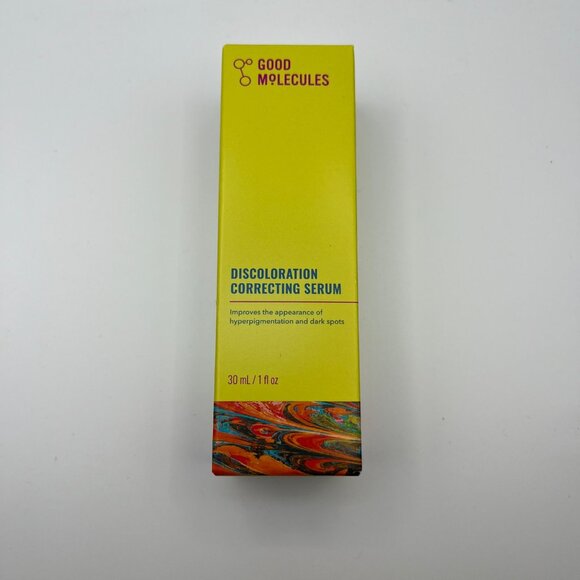 GOOD
MOLECULES
DISCOLORATION
CORRECTING SERUM
Improves the appearance of
hyperpigmentation and dark spots
30 mL / 1 fl oz